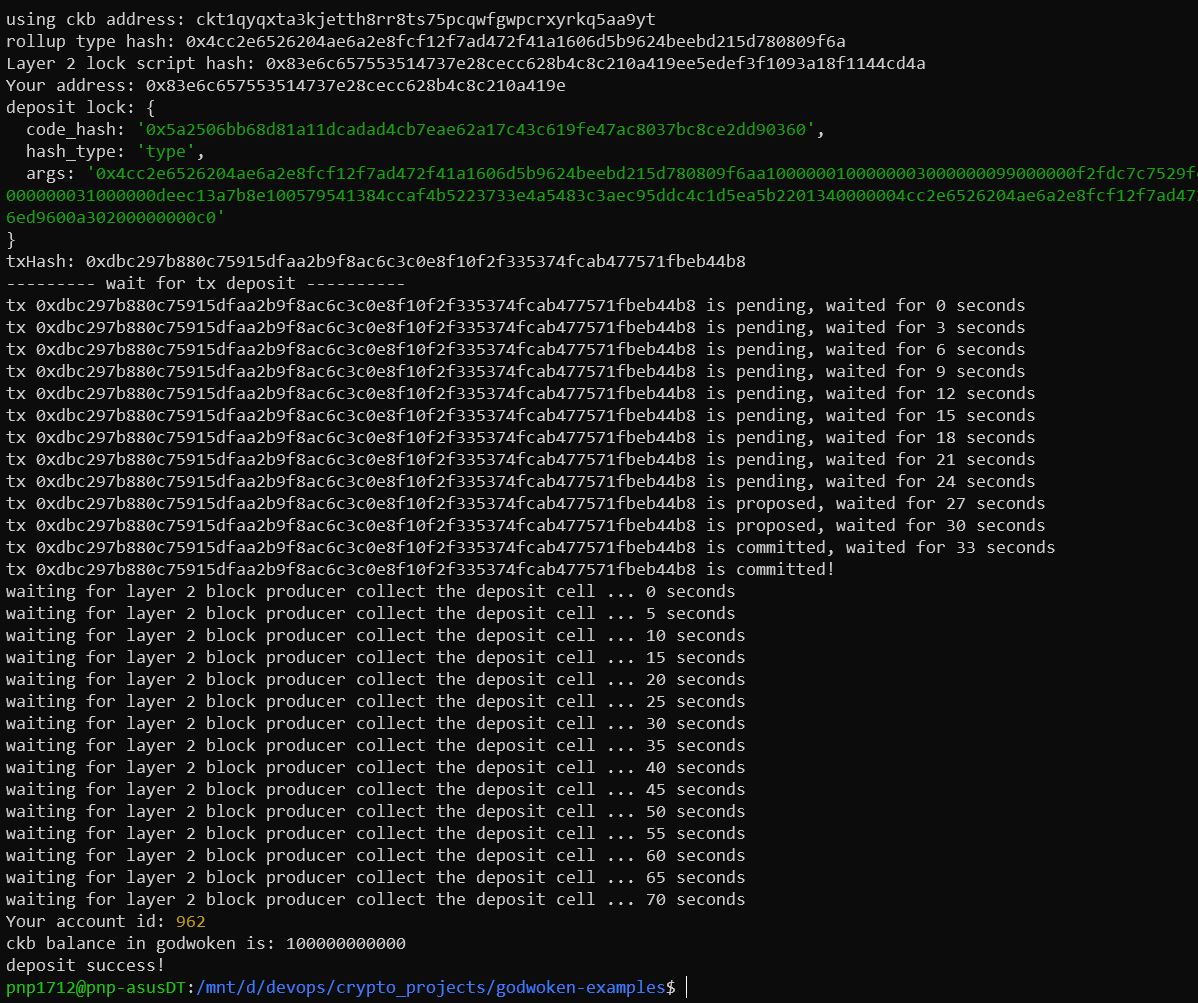 using ckb address: ckt1qyqxta3kjetth8rr8ts75pcqwfgwpcrxyrkq5aa9yt
rollup type hash: 0x4cc2e6526204ae6a2e8fcf12f7ad472f41a1606d5b9624beebd215d780809f6a
Layer 2 lock script hash: 0x83e6c657553514737e28cecc628b4c8c210a419ee5edef3f1093a18f1144cd4a
Your address: 0x83e6c657553514737e28cecc628b4c8c210a419e
deposit lock: {
  code_hash: '0x5a2506bb68d81a11dcadad4cb7eae62a17c43c619fe47ac8037bc8ce2dd90360',
  hash_type: 'type',
  args: '0x4cc2e6526204ae6a2e8fcf12f7ad472f41a1606d5b9624beebd215d780809f6aa1000000100000003000000099000000f2fdc7c7529f
000000031000000deec13a7b8e100579541384ccaf4b5223733e4a5483c3aec95ddc4c1d5ea5b2201340000004cc2e6526204ae6a2e8fcf12f7ad47
6ed9600a30200000000c0'
}
txHash: 0xdbc297b880c75915dfaa2b9f8ac6c3c0e8f10f2f335374fcab477571fbeb44b8
--------- wait for tx deposit ----------
tx 0xdbc297b880c75915dfaa2b9f8ac6c3c0e8f10f2f335374fcab477571fbeb44b8 is pending, waited for 0 seconds
tx 0xdbc297b880c75915dfaa2b9f8ac6c3c0e8f10f2f335374fcab477571fbeb44b8 is pending, waited for 3 seconds
tx 0xdbc297b880c75915dfaa2b9f8ac6c3c0e8f10f2f335374fcab477571fbeb44b8 is pending, waited for 6 seconds
tx 0xdbc297b880c75915dfaa2b9f8ac6c3c0e8f10f2f335374fcab477571fbeb44b8 is pending, waited for 9 seconds
tx 0xdbc297b880c75915dfaa2b9f8ac6c3c0e8f10f2f335374fcab477571fbeb44b8 is pending, waited for 12 seconds
tx 0xdbc297b880c75915dfaa2b9f8ac6c3c0e8f10f2f335374fcab477571fbeb44b8 is pending, waited for 15 seconds
tx 0xdbc297b880c75915dfaa2b9f8ac6c3c0e8f10f2f335374fcab477571fbeb44b8 is pending, waited for 18 seconds
tx 0xdbc297b880c75915dfaa2b9f8ac6c3c0e8f10f2f335374fcab477571fbeb44b8 is pending, waited for 21 seconds
tx 0xdbc297b880c75915dfaa2b9f8ac6c3c0e8f10f2f335374fcab477571fbeb44b8 is pending, waited for 24 seconds
tx 0xdbc297b880c75915dfaa2b9f8ac6c3c0e8f10f2f335374fcab477571fbeb44b8 is proposed, waited for 27 seconds
tx 0xdbc297b880c75915dfaa2b9f8ac6c3c0e8f10f2f335374fcab477571fbeb44b8 is proposed, waited for 30 seconds
tx 0xdbc297b880c75915dfaa2b9f8ac6c3c0e8f10f2f335374fcab477571fbeb44b8 is committed, waited for 33 seconds
tx 0xdbc297b880c75915dfaa2b9f8ac6c3c0e8f10f2f335374fcab477571fbeb44b8 is committed!
waiting for layer 2 block producer collect the deposit cell ... 0 seconds
waiting for layer 2 block producer collect the deposit cell ... 5 seconds
waiting for layer 2 block producer collect the deposit cell ... 10 seconds
waiting for layer 2 block producer collect the deposit cell ... 15 seconds
waiting for layer 2 block producer collect the deposit cell ... 20 seconds
waiting for layer 2 block producer collect the deposit cell ... 25 seconds
waiting for layer 2 block producer collect the deposit cell ... 30 seconds
waiting for layer 2 block producer collect the deposit cell ... 35 seconds
waiting for layer 2 block producer collect the deposit cell ... 40 seconds
waiting for layer 2 block producer collect the deposit cell ... 45 seconds
waiting for layer 2 block producer collect the deposit cell ... 50 seconds
waiting for layer 2 block producer collect the deposit cell ... 55 seconds
waiting for layer 2 block producer collect the deposit cell ... 60 seconds
waiting for layer 2 block producer collect the deposit cell ... 65 seconds
waiting for layer 2 block producer collect the deposit cell ... 70 seconds
Your account id: 962
ckb balance in godwoken is: 100000000000
deposit success!
pnp1712@pnp-asusDT:/mnt/d/devops/crypto_projects/godwoken-examples$